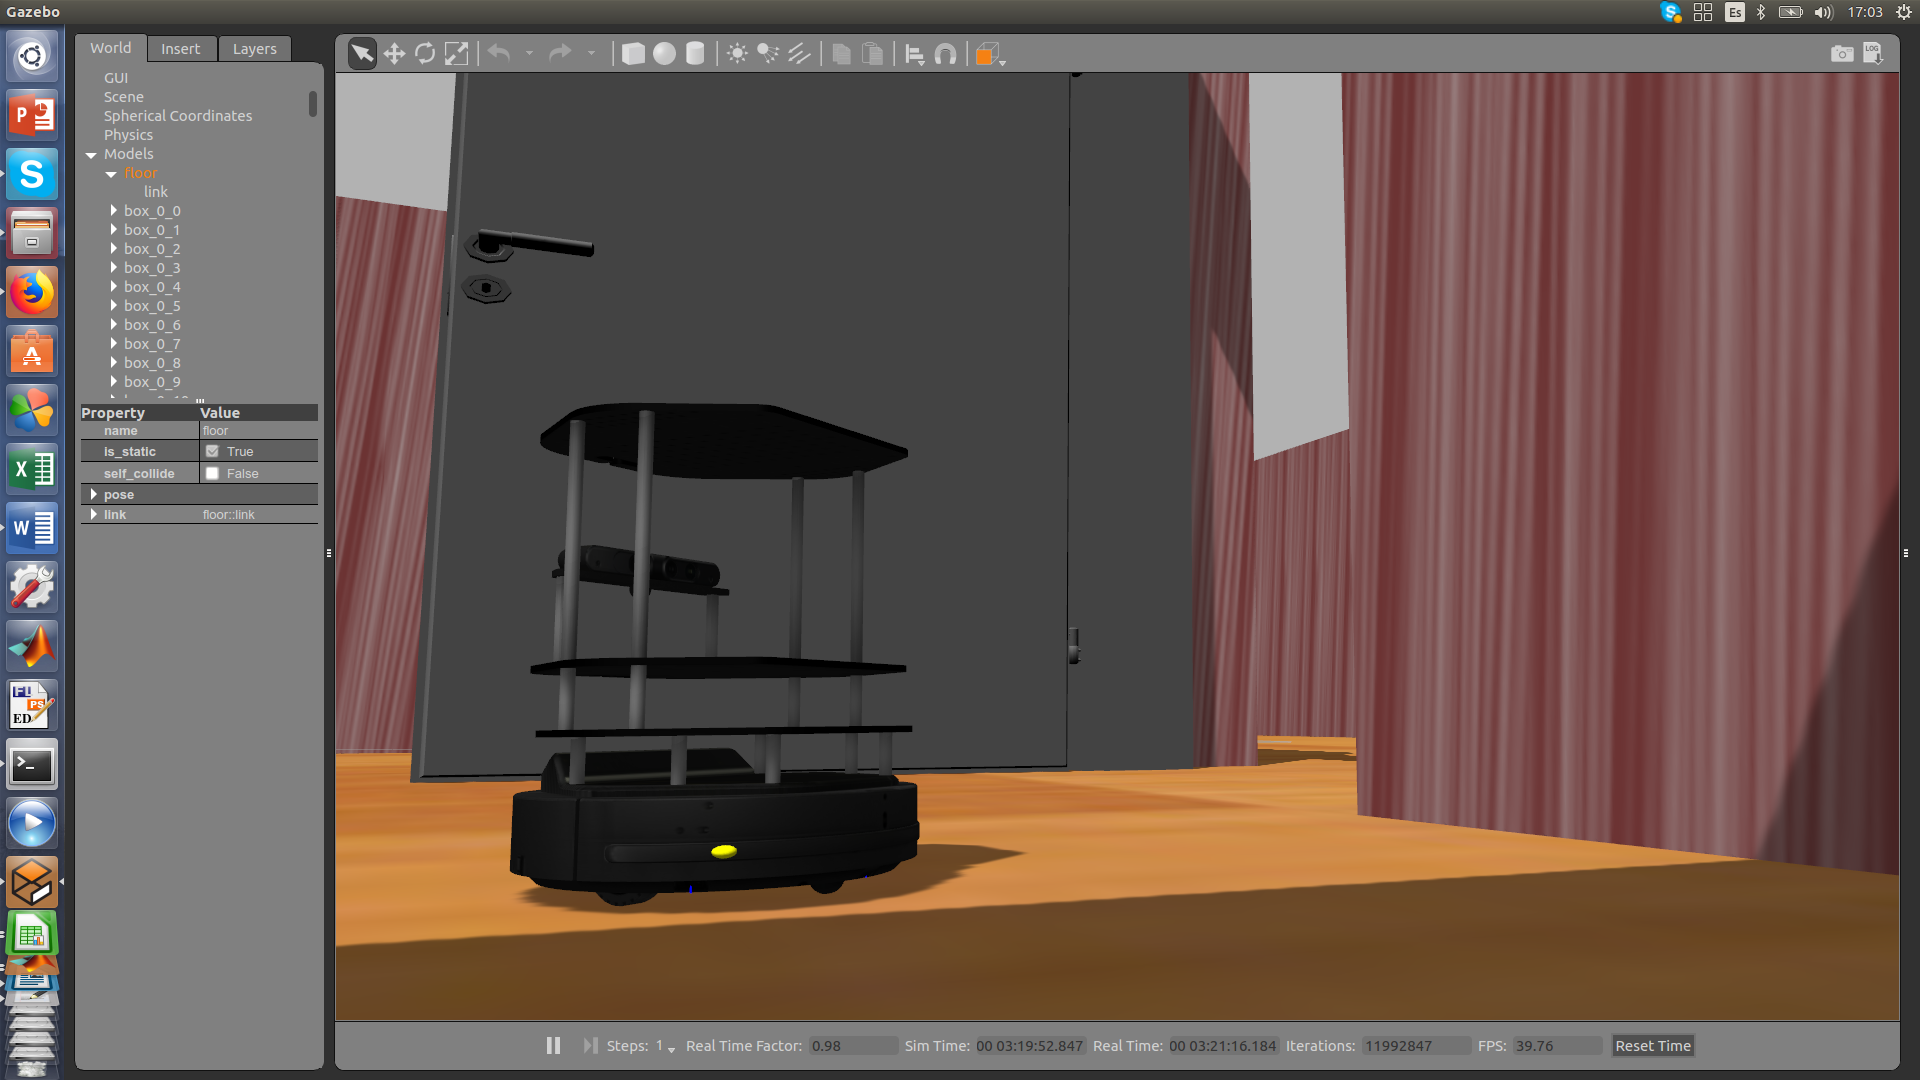 Gazebo
Es
17:03
World Insert Layers
LOG
GUI
Scene
Spherical Coordinates
Physics
Models
floor
link
box_0_0
box_0_1
box_0_2
box_0_3
box_0_4
box_0_5
box_0_6
box_0_7
box_0_8
box_0_9
Property Value
name floor
is_static True
self_collide False
pose
link floor::link
Steps: 1 Real Time Factor: 0.98 Sim Time: 00 03:19:52.847 Real Time: 00 03:21:16.184 Iterations: 11992847 FPS: 39.76 Reset Time